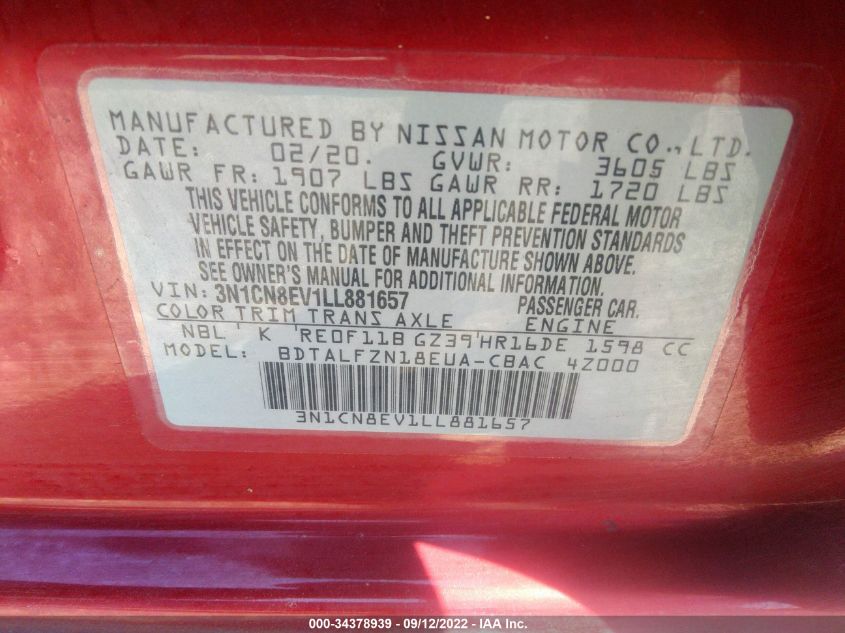 MANUFACTURED BY NISSAN MOTOR CO., LTD.
DATE: 02/20. GVWR: 3605 LBS
GAWR FR: 1907 LBS GAWR RR: 1720 LBS
THIS VEHICLE CONFORMS TO ALL APPLICABLE FEDERAL MOTOR
VEHICLE SAFETY, BUMPER AND THEFT PREVENTION STANDARDS
IN EFFECT ON THE DATE OF MANUFACTURE SHOWN ABOVE.
SEE OWNER'S MANUAL FOR ADDITIONAL INFORMATION.
VIN: 3N1CN8EV1LL881657 PASSENGER CAR.
COLOR TRIM TRANS AXLE ENGINE
NBL ' K 'RE0F11B GZ39'HR16DE 1598 CC
MODEL: BDTALFZN18EUA-CBAC 4Z000
3N1CN8EV1LL881657
000-34378939 - 09/12/2022 - IAA Inc.